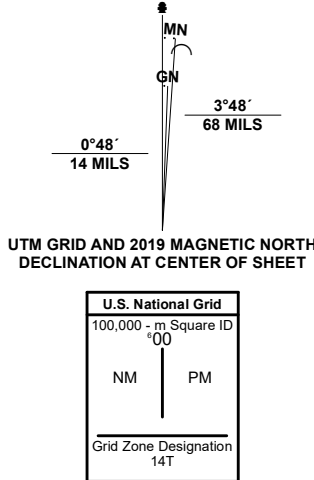 MN
GN
3°48´
68 MILS
0°48´
14 MILS
UTM GRID AND 2019 MAGNETIC NORTH
DECLINATION AT CENTER OF SHEET
U.S. National Grid
100,000 - m Square ID
⁶00
NM PM
Grid Zone Designation
14T